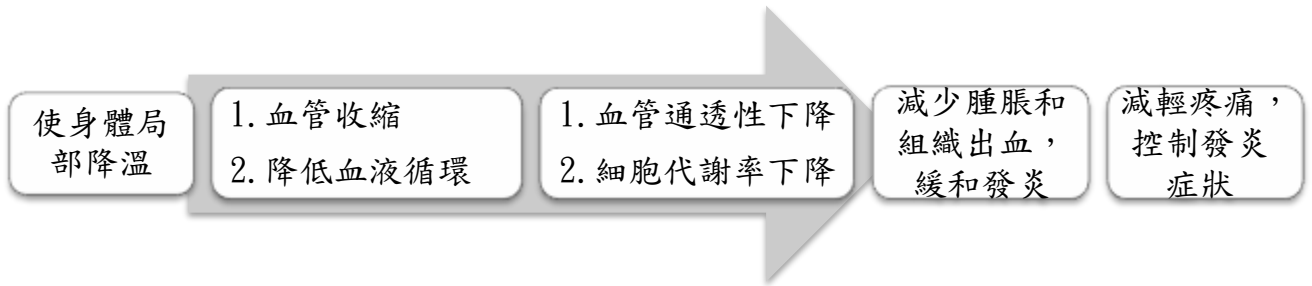 使身體局
部降溫
1. 血管收縮
2. 降低血液循環
1. 血管通透性下降
2. 細胞代謝率下降
減少腫脹和
組織出血，
緩和發炎
減輕疼痛，
控制發炎
症狀